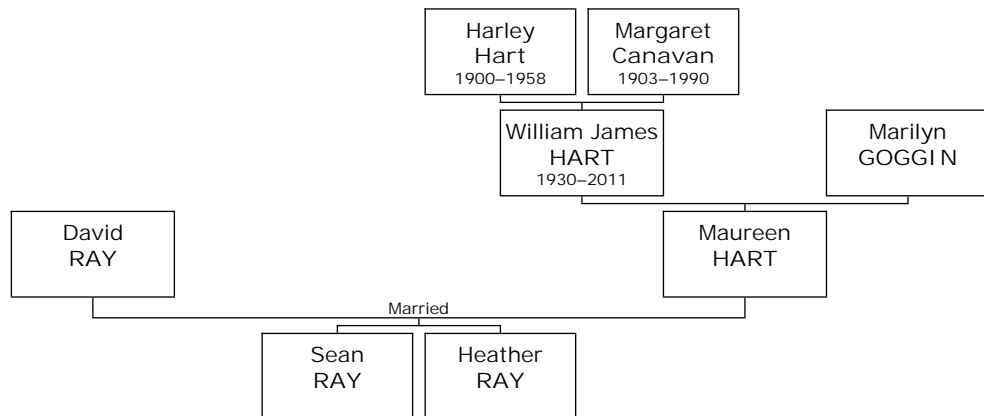 Harley
Hart
1900–1958
Margaret
Canavan
1903–1990
William James
HART
1930–2011
Marilyn
GOGGIN
David
RAY
Maureen
HART
Married
Sean
RAY
Heather
RAY